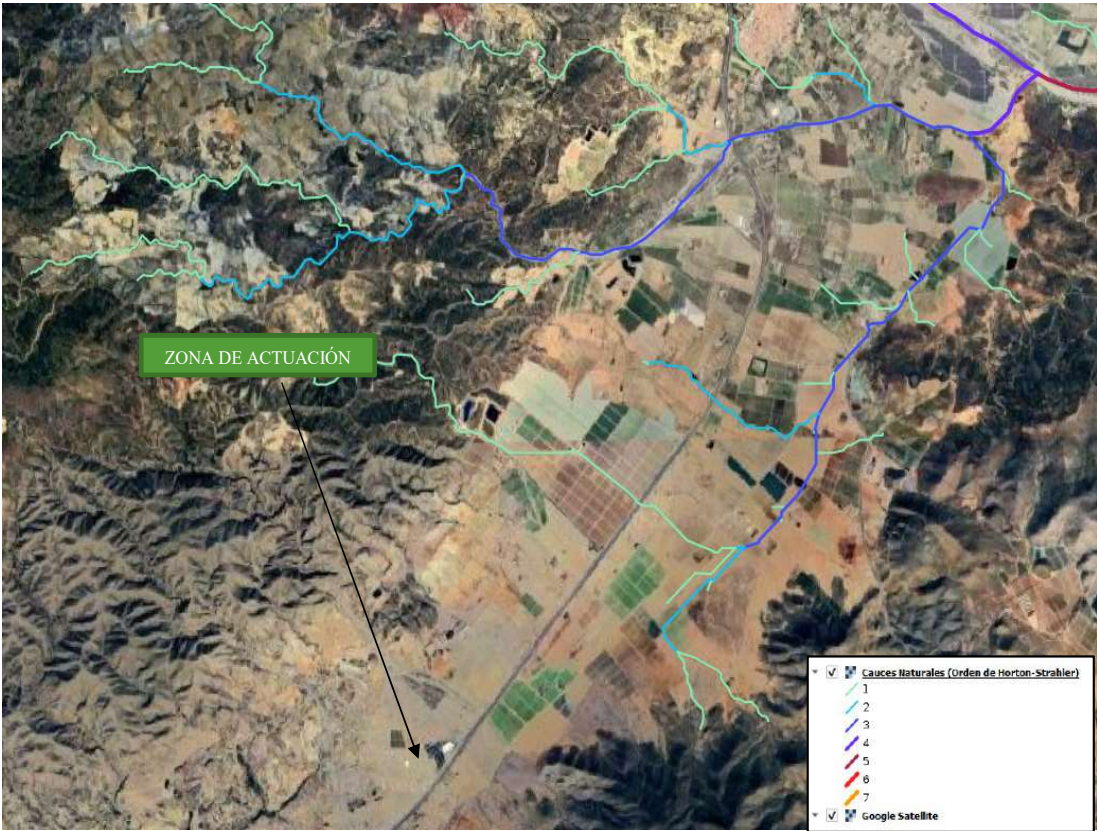 ZONA DE ACTUACIÓN
Cauces Naturales (Orden de Horton-Strahler)
1
2
3
4
5
6
7
Google Satellite